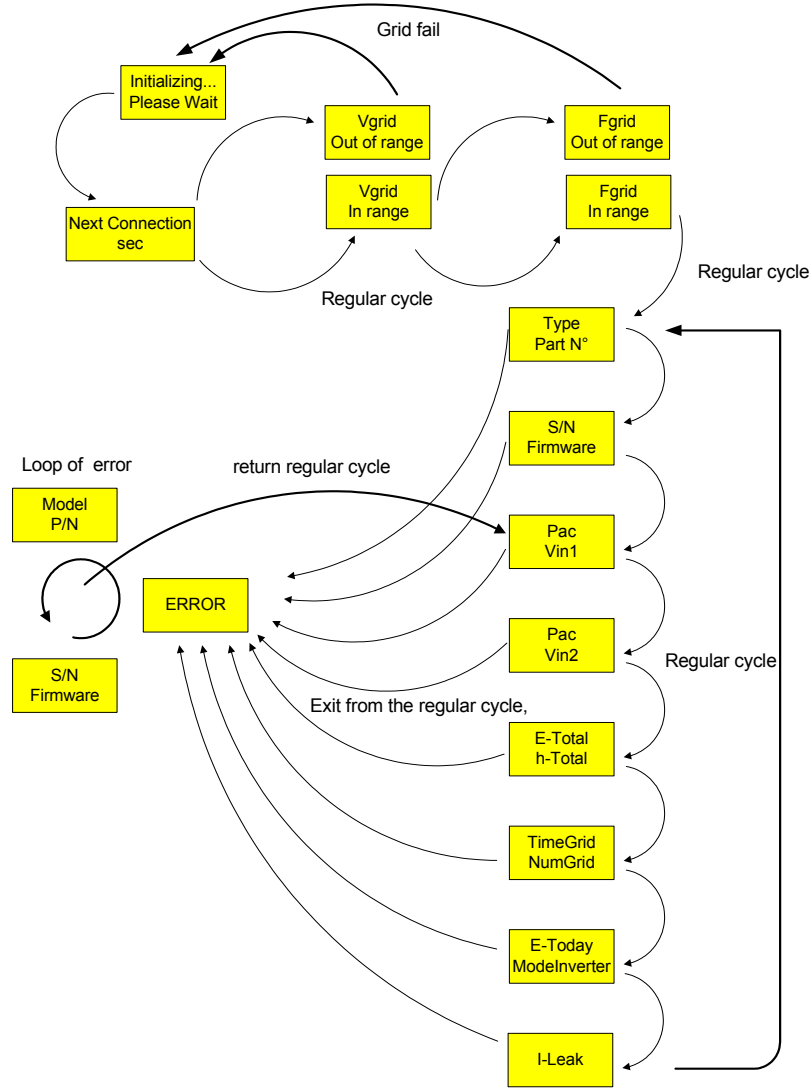 Grid fail
Initializing...
Please Wait
Vgrid
Out of range
Fgrid
Out of range
Vgrid
In range
Fgrid
In range
Next Connection
sec
Regular cycle
Regular cycle
Type
Part N°
S/N
Firmware
Loop of error
return regular cycle
Model
P/N
Pac
Vin1
ERROR
Pac
Vin2
Regular cycle
S/N
Firmware
Exit from the regular cycle,
E-Total
h-Total
TimeGrid
NumGrid
E-Today
ModeInverter
I-Leak